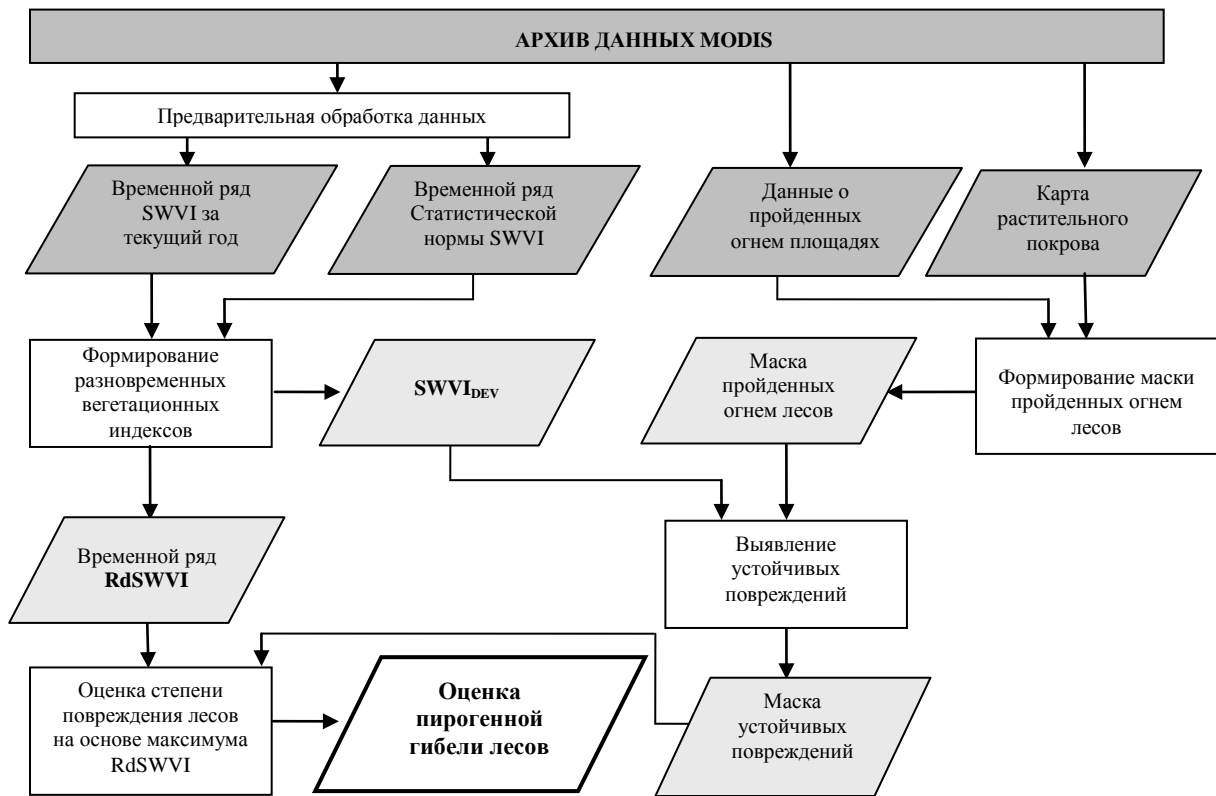 АРХИВ ДАННЫХ MODIS
Предварительная обработка данных
Временной ряд
SWVI за
текущий год
Временной ряд
Статистической
нормы SWVI
Данные о
пройденных
огнем площадях
Карта
растительного
покрова
Формирование
разновременных
вегетационных
индексов
SWVI_DEV
Маска
пройденных
огнем лесов
Формирование маски
пройденных огнем
лесов
Временной ряд
RdSWVI
Выявление
устойчивых
повреждений
Оценка степени
повреждения лесов
на основе максимума
RdSWVI
Оценка
пирогенной
гибели лесов
Маска
устойчивых
повреждений